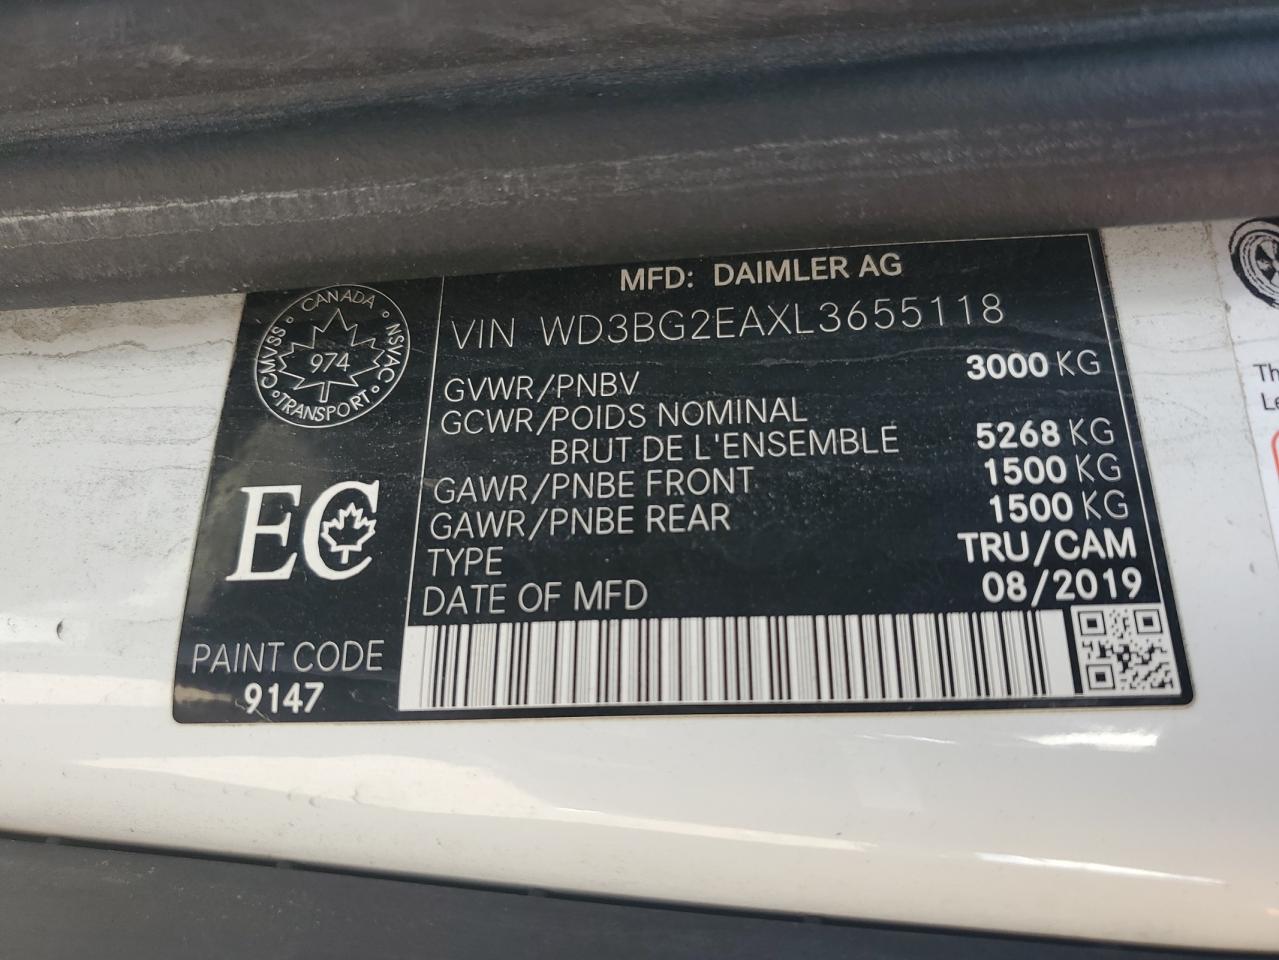 MFD: DAIMLER AG
VIN WD3BG2EAXL3655118
GVWR/PNBV 3000 KG
GCWR/POIDS NOMINAL
BRUT DE L'ENSEMBLE 5268 KG
GAWR/PNBE FRONT 1500 KG
GAWR/PNBE REAR 1500 KG
TYPE TRU/CAM
DATE OF MFD 08/2019
CANADA
CMVSS
974
NSVAC
TRANSPORT
EC
PAINT CODE
9147
Th
Le